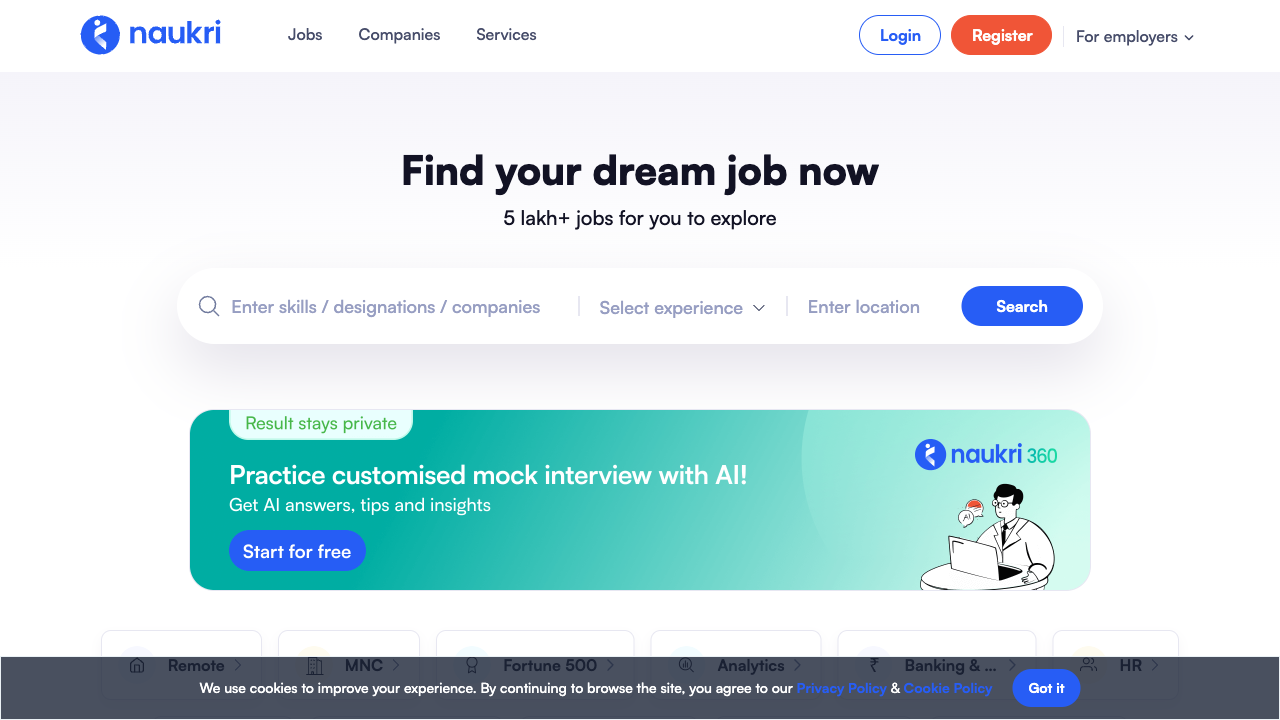 naukri
Jobs
Companies
Services
Login
Register
For employers
Find your dream job now
5 lakh+ jobs for you to explore
Enter skills / designations / companies
Select experience
Enter location
Search
Result stays private
Practice customised mock interview with AI!
Get AI answers, tips and insights
Start for free
naukri 360
AI
Remote
MNC
Fortune 500
Analytics
Banking & ...
HR
We use cookies to improve your experience. By continuing to browse the site, you agree to our Privacy Policy & Cookie Policy
Got it